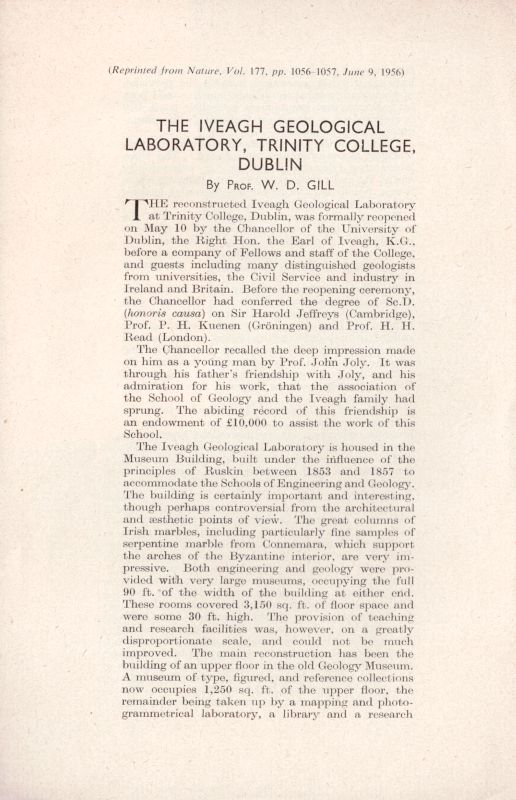 (Reprinted from Nature, Vol. 177, pp. 1056-1057, June 9, 1956)
THE IVEAGH GEOLOGICAL
LABORATORY, TRINITY COLLEGE,
DUBLIN
By PROF. W. D. GILL
THE reconstructed Iveagh Geological Laboratory
at Trinity College, Dublin, was formally reopened
on May 10 by the Chancellor of the University of
Dublin, the Right Hon. the Earl of Iveagh, K.G.,
before a company of Fellows and staff of the College,
and guests including many distinguished geologists
from universities, the Civil Service and industry in
Ireland and Britain. Before the reopening ceremony,
the Chancellor had conferred the degree of Sc.D.
(honoris causa) on Sir Harold Jeffreys (Cambridge),
Prof. P. H. Kuenen (Gröningen) and Prof. H. H.
Read (London).
The Chancellor recalled the deep impression made
on him as a young man by Prof. John Joly. It was
through his father's friendship with Joly, and his
admiration for his work, that the association of
the School of Geology and the Iveagh family had
sprung. The abiding record of this friendship is
an endowment of £10,000 to assist the work of this
School.
The Iveagh Geological Laboratory is housed in the
Museum Building, built under the influence of the
principles of Ruskin between 1853 and 1857 to
accommodate the Schools of Engineering and Geology.
The building is certainly important and interesting,
though perhaps controversial from the architectural
and æsthetic points of view. The great columns of
Irish marbles, including particularly fine samples of
serpentine marble from Connemara, which support
the arches of the Byzantine interior, are very im-
pressive. Both engineering and geology were pro-
vided with very large museums, occupying the full
90 ft. of the width of the building at either end.
These rooms covered 3,150 sq. ft. of floor space and
were some 30 ft. high. The provision of teaching
and research facilities was, however, on a greatly
disproportionate scale, and could not be much
improved. The main reconstruction has been the
building of an upper floor in the old Geology Museum.
A museum of type, figured, and reference collections
now occupies 1,250 sq. ft. of the upper floor, the
remainder being taken up by a mapping and photo-
grammetrical laboratory, a library and a research